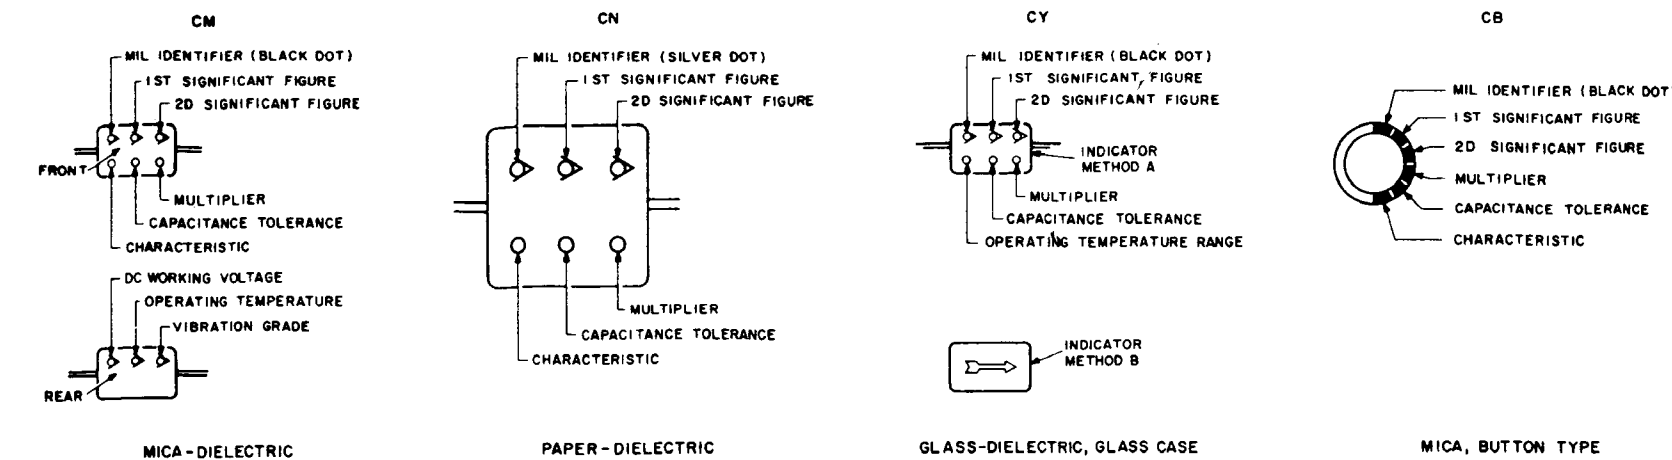 CM
MIL IDENTIFIER (BLACK DOT)
1ST SIGNIFICANT FIGURE
2D SIGNIFICANT FIGURE
FRONT
MULTIPLIER
CAPACITANCE TOLERANCE
CHARACTERISTIC
DC WORKING VOLTAGE
OPERATING TEMPERATURE
VIBRATION GRADE
REAR
MICA-DIELECTRIC
CN
MIL IDENTIFIER (SILVER DOT)
1ST SIGNIFICANT FIGURE
2D SIGNIFICANT FIGURE
MULTIPLIER
CAPACITANCE TOLERANCE
CHARACTERISTIC
PAPER-DIELECTRIC
CY
MIL IDENTIFIER (BLACK DOT)
1ST SIGNIFICANT FIGURE
2D SIGNIFICANT FIGURE
INDICATOR
METHOD A
MULTIPLIER
CAPACITANCE TOLERANCE
OPERATING TEMPERATURE RANGE
INDICATOR
METHOD B
GLASS-DIELECTRIC, GLASS CASE
CB
MIL IDENTIFIER (BLACK DOT
1ST SIGNIFICANT FIGURE
2D SIGNIFICANT FIGURE
MULTIPLIER
CAPACITANCE TOLERANCE
CHARACTERISTIC
MICA, BUTTON TYPE